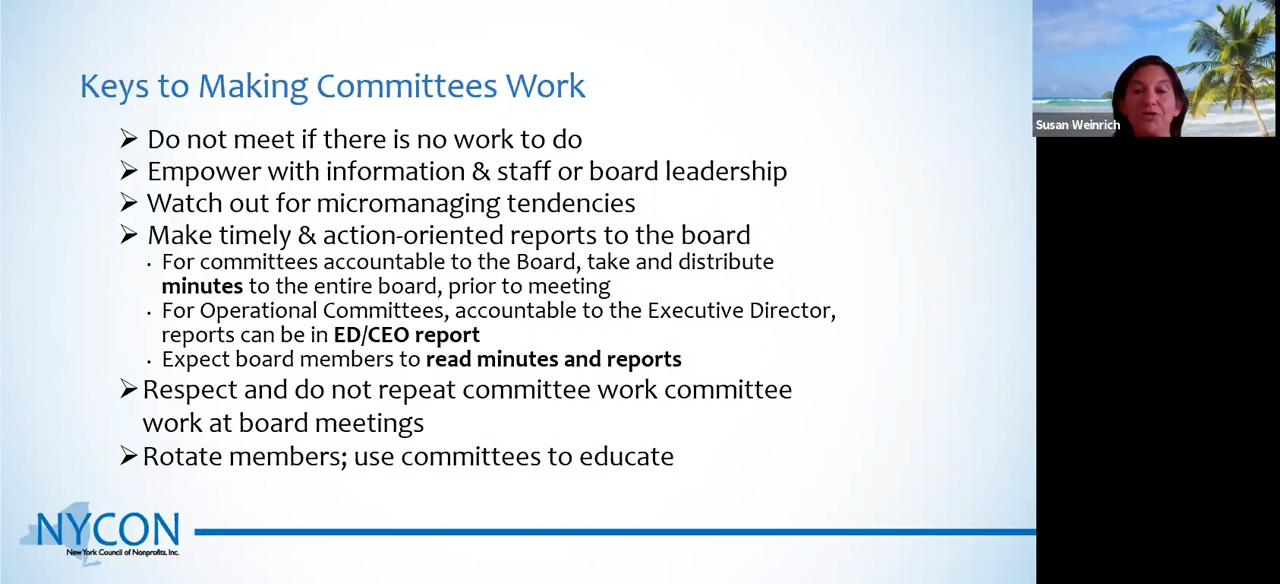 Keys to Making Committees Work
➢ Do not meet if there is no work to do
➢ Empower with information & staff or board leadership
➢ Watch out for micromanaging tendencies
➢ Make timely & action-oriented reports to the board
· For committees accountable to the Board, take and distribute
minutes to the entire board, prior to meeting
· For Operational Committees, accountable to the Executive Director,
reports can be in ED/CEO report
· Expect board members to read minutes and reports
➢ Respect and do not repeat committee work committee
work at board meetings
➢ Rotate members; use committees to educate
NYCON
New York Council of Nonprofits, Inc.
Susan Weinrich